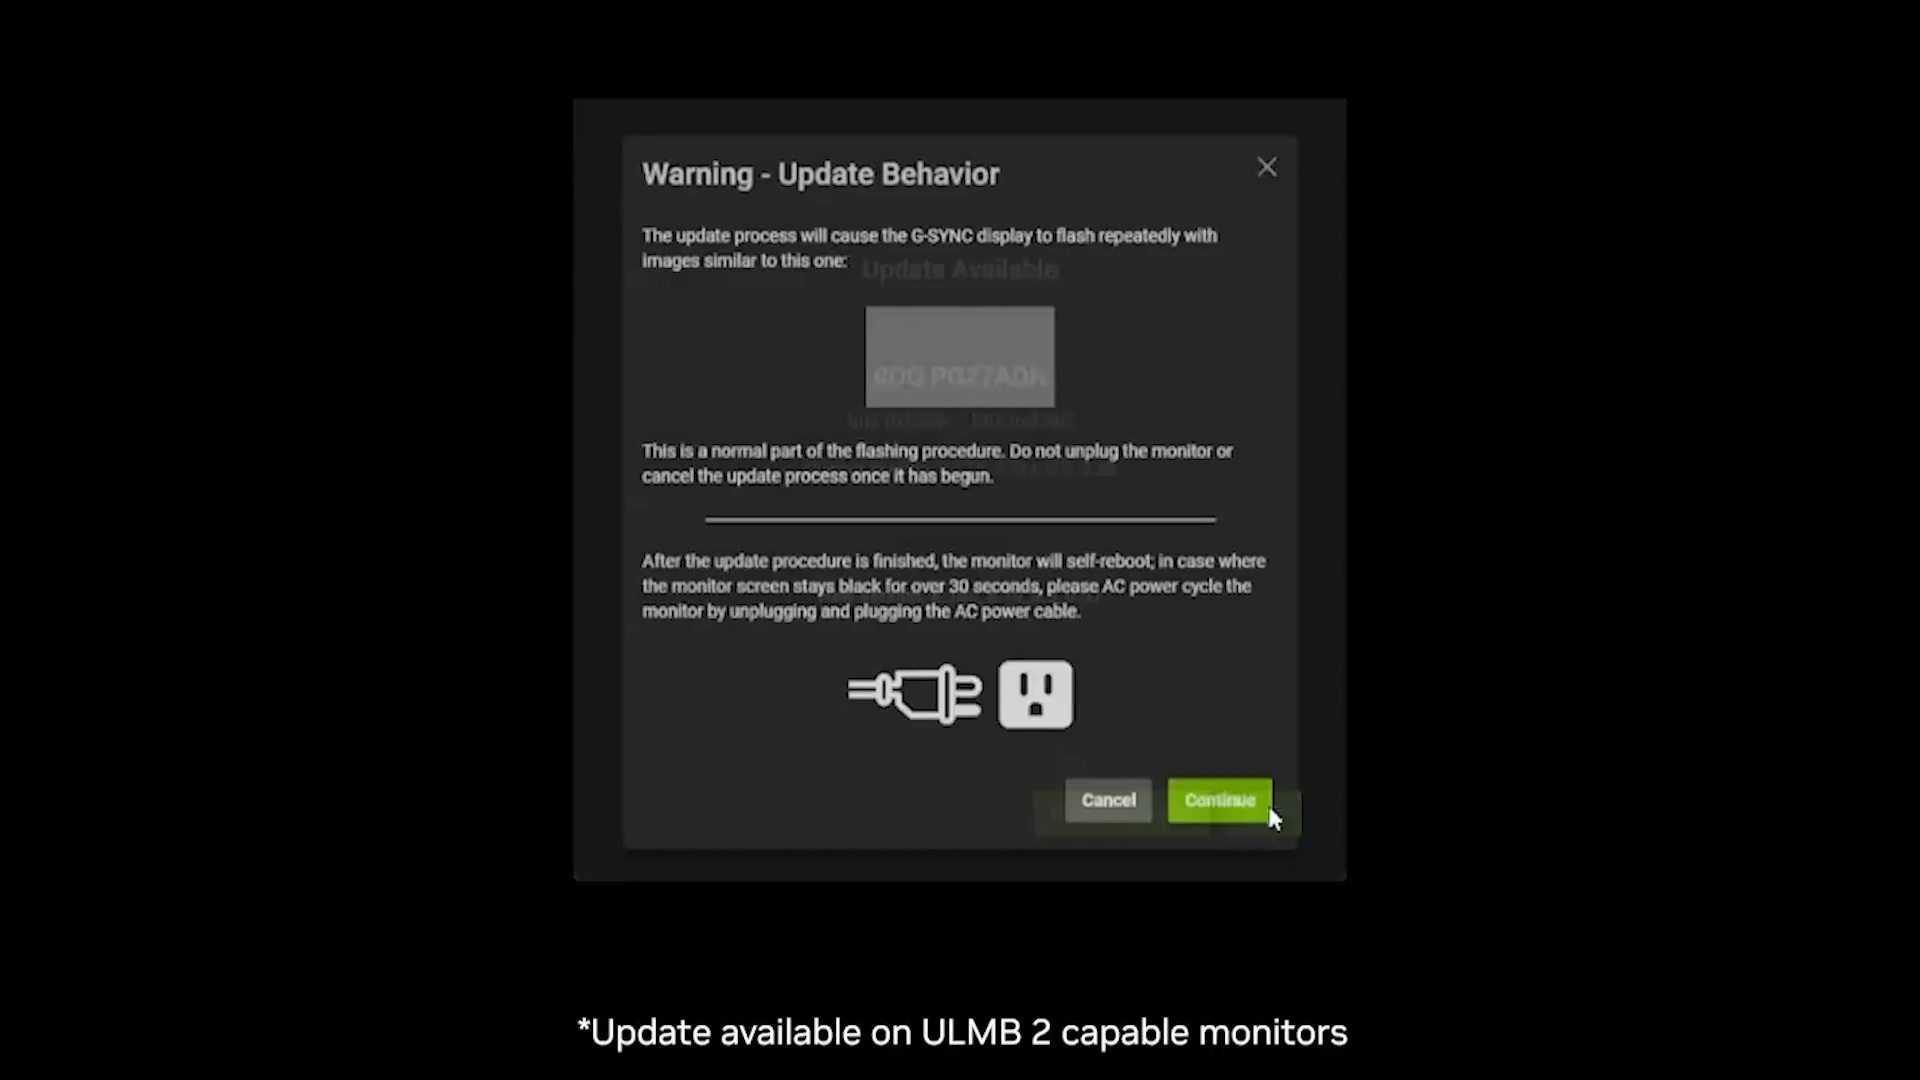 Warning - Update Behavior
The update process will cause the G-SYNC display to flash repeatedly with
images similar to this one:
Update Available
PG27AQN
This is a normal part of the flashing procedure. Do not unplug the monitor or
cancel the update process once it has begun.
After the update procedure is finished, the monitor will self-reboot; in case where
the monitor screen stays black for over 30 seconds, please AC power cycle the
monitor by unplugging and plugging the AC power cable.
Cancel
Continue
*Update available on ULMB 2 capable monitors